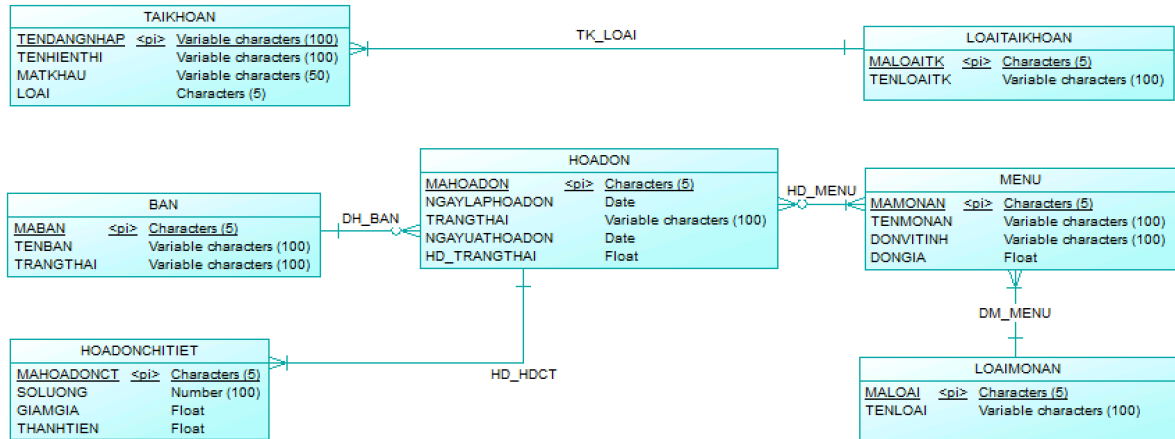 TAIKHOAN
TENDANGNHAP <pi> Variable characters (100)
TENHIENTHI Variable characters (100)
MATKHAU Variable characters (50)
LOAI Characters (5)
TK_LOAI
LOAITAIKHOAN
MALOAITK <pi> Characters (5)
TENLOAITK Variable characters (100)
BAN
MABAN <pi> Characters (5)
TENBAN Variable characters (100)
TRANGTHAI Variable characters (100)
DH_BAN
HOADON
MAHOADON <pi> Characters (5)
NGAYLAPHOADON Date
TRANGTHAI Variable characters (100)
NGAYUATHOADON Date
HD_TRANGTHAI Float
HD_MENU
MENU
MAMONAN <pi> Characters (5)
TENMONAN Variable characters (100)
DONVITINH Variable characters (100)
DONGIA Float
DM_MENU
HOADONCHITIET
MAHOADONCT <pi> Characters (5)
SOLUONG Number (100)
GIAMGIA Float
THANHTIEN Float
HD_HDCT
LOAIMONAN
MALOAI <pi> Characters (5)
TENLOAI Variable characters (100)